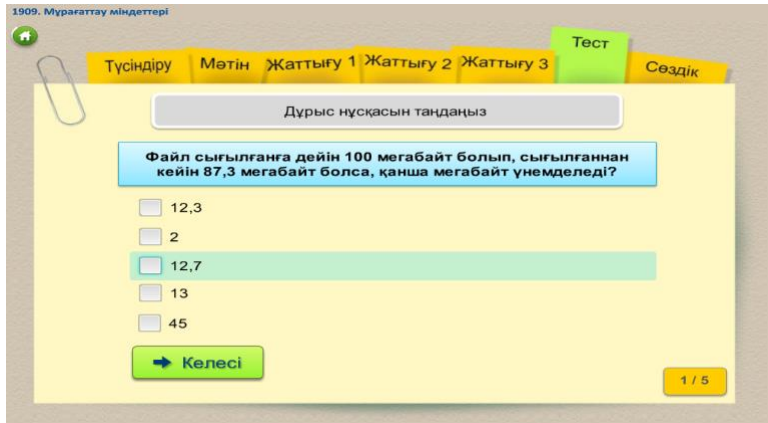 1909. Мұрағаттау міндеттері
Түсіндіру Мәтін Жаттығу 1 Жаттығу 2 Жаттығу 3 Тест Сөздік
Дұрыс нұсқасын таңдаңыз
Файл сығылғанға дейін 100 мегабайт болып, сығылғаннан
кейін 87,3 мегабайт болса, қанша мегабайт үнемделеді?
12,3
2
12,7
13
45
Келесі
1 / 5